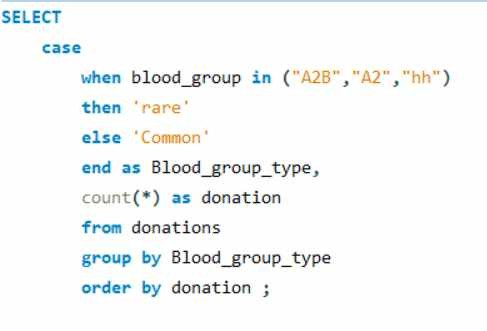 SELECT
case
when blood_group in ("A2B","A2","hh")
then 'rare'
else 'Common'
end as Blood_group_type,
count(*) as donation
from donations
group by Blood_group_type
order by donation ;